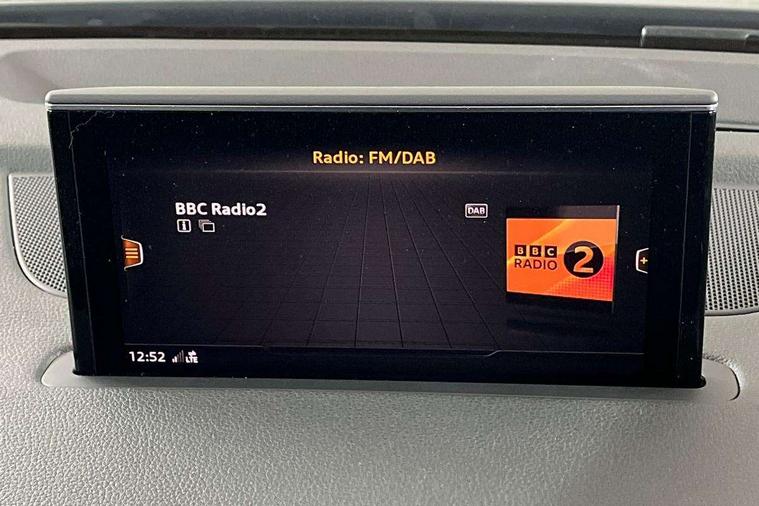 Radio: FM/DAB
BBC Radio2
DAB
BBC
RADIO 2
12:52
LTE